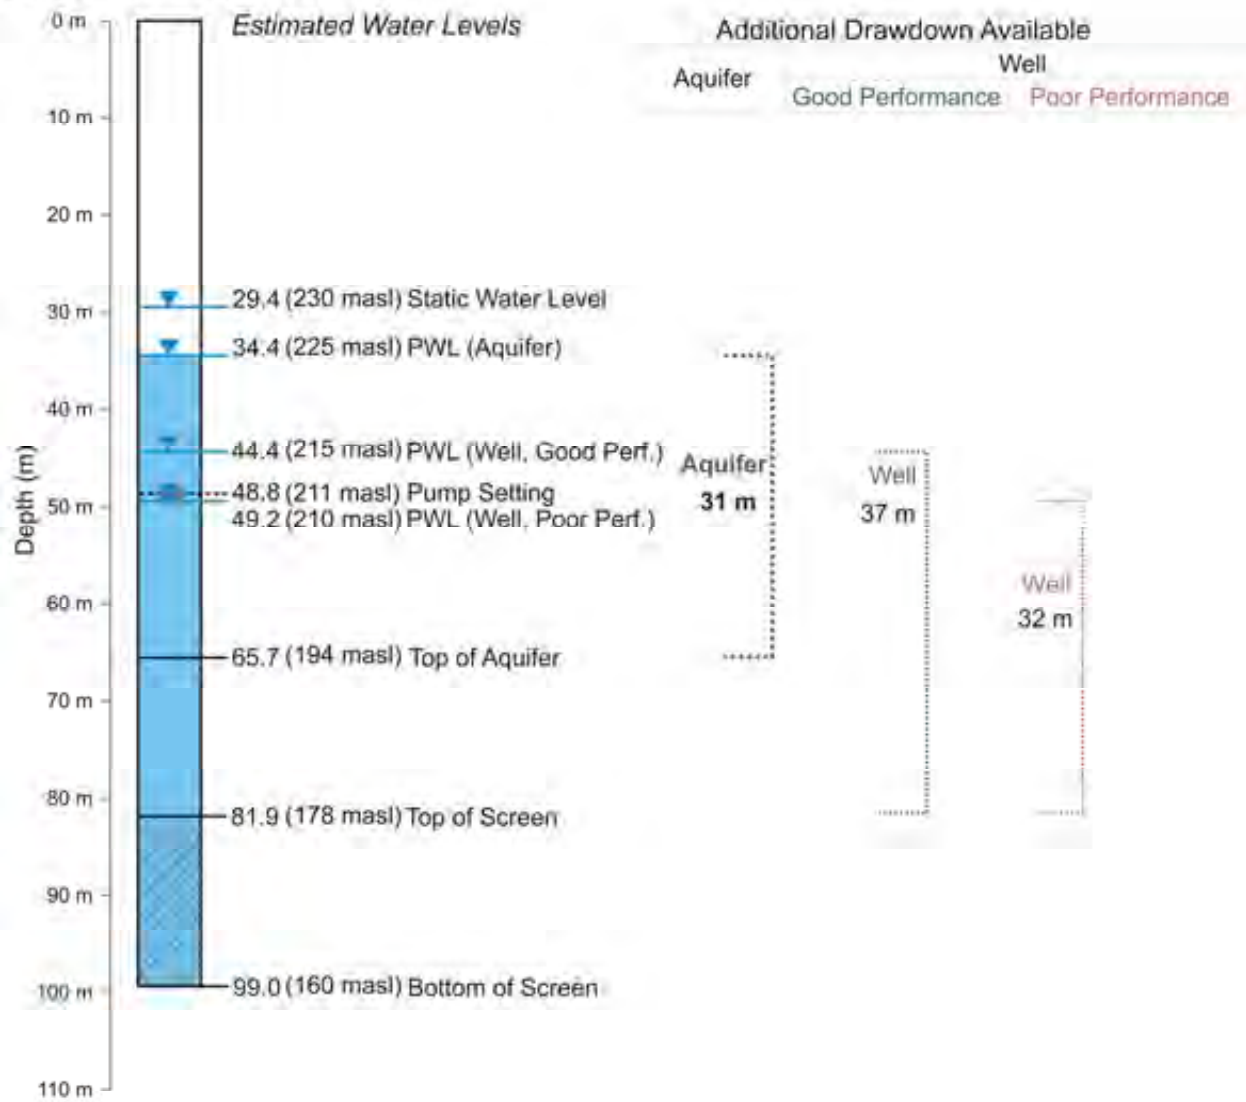 Estimated Water Levels
Additional Drawdown Available
Aquifer
Well
Good Performance
Poor Performance
Depth (m)
0 m
10 m
20 m
30 m
40 m
50 m
60 m
70 m
80 m
90 m
100 m
110 m
29.4 (230 masl) Static Water Level
34.4 (225 masl) PWL (Aquifer)
44.4 (215 masl) PWL (Well, Good Perf.)
48.8 (211 masl) Pump Setting
49.2 (210 masl) PWL (Well, Poor Perf.)
65.7 (194 masl) Top of Aquifer
81.9 (178 masl) Top of Screen
99.0 (160 masl) Bottom of Screen
Aquifer
31 m
Well
37 m
Well
32 m